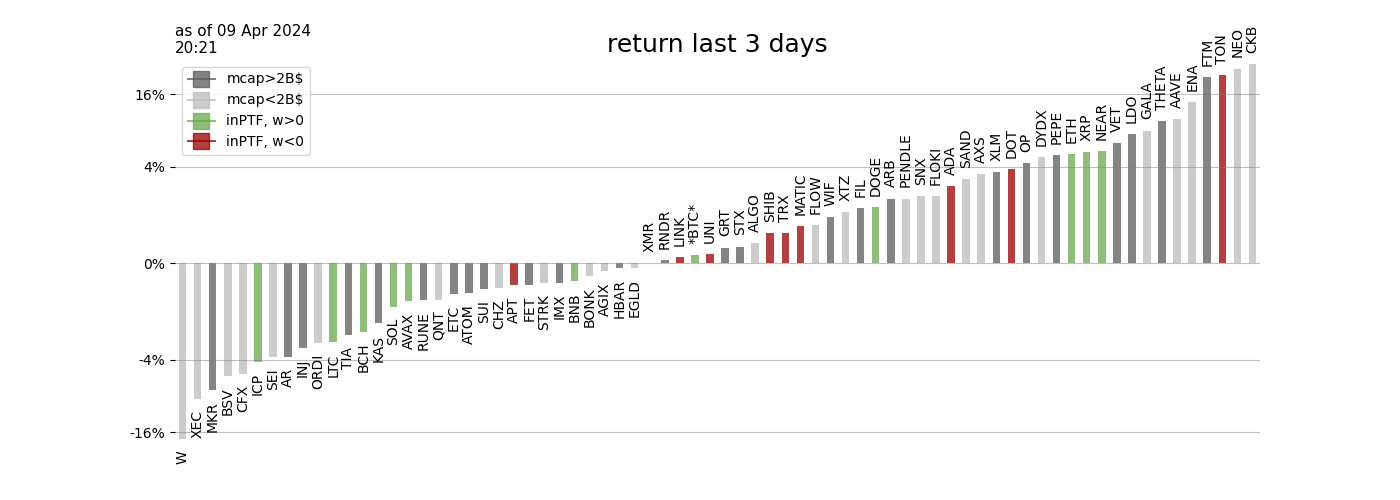 as of 09 Apr 2024
20:21
return last 3 days
mcap>2B$
mcap<2B$
inPTF, w>0
inPTF, w<0
16%
4%
0%
-4%
-16%
W
XEC
MKR
BSV
CFX
ICP
SEI
AR
INJ
ORDI
LTC
TIA
BCH
KAS
SOL
AVAX
RUNE
QNT
ETC
ATOM
SUI
CHZ
APT
FET
STRK
IMX
BNB
BONK
AGIX
HBAR
EGLD
XMR
RNDR
LINK
*BTC*
UNI
GRT
STX
ALGO
SHIB
TRX
MATIC
FLOW
WIF
XTZ
FIL
DOGE
ARB
PENDLE
SNX
FLOKI
ADA
SAND
AXS
XLM
DOT
OP
DYDX
PEPE
ETH
XRP
NEAR
VET
LDO
GALA
THETA
AAVE
ENA
FTM
TON
NEO
CKB